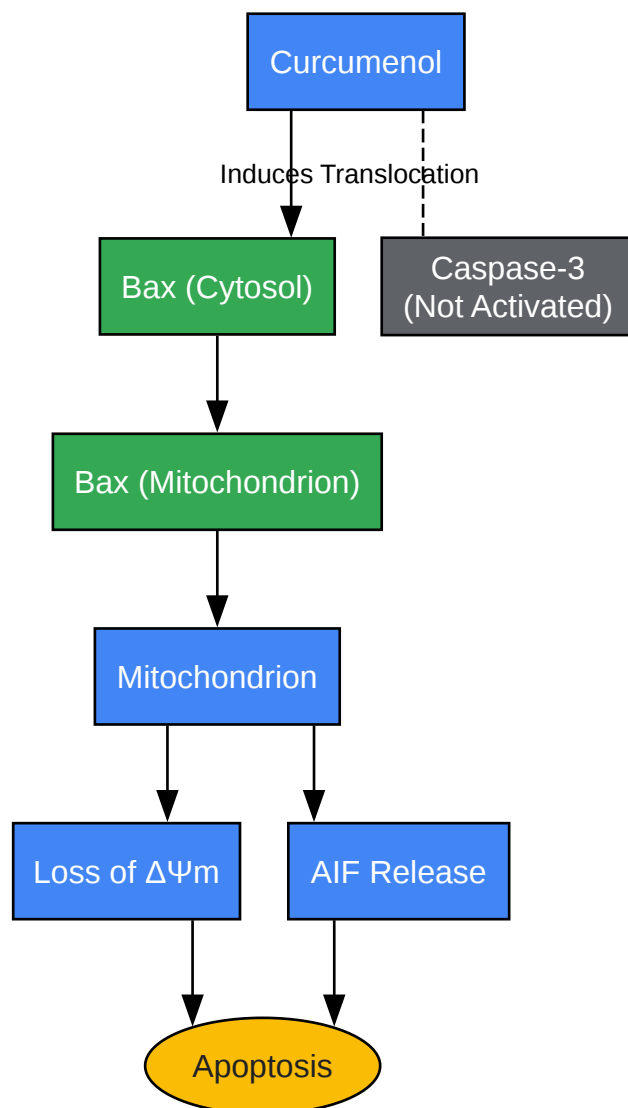 Curcumenol
Induces Translocation
Bax (Cytosol)
Caspase-3
(Not Activated)
Bax (Mitochondrion)
Mitochondrion
Loss of ΔΨm
AIF Release
Apoptosis